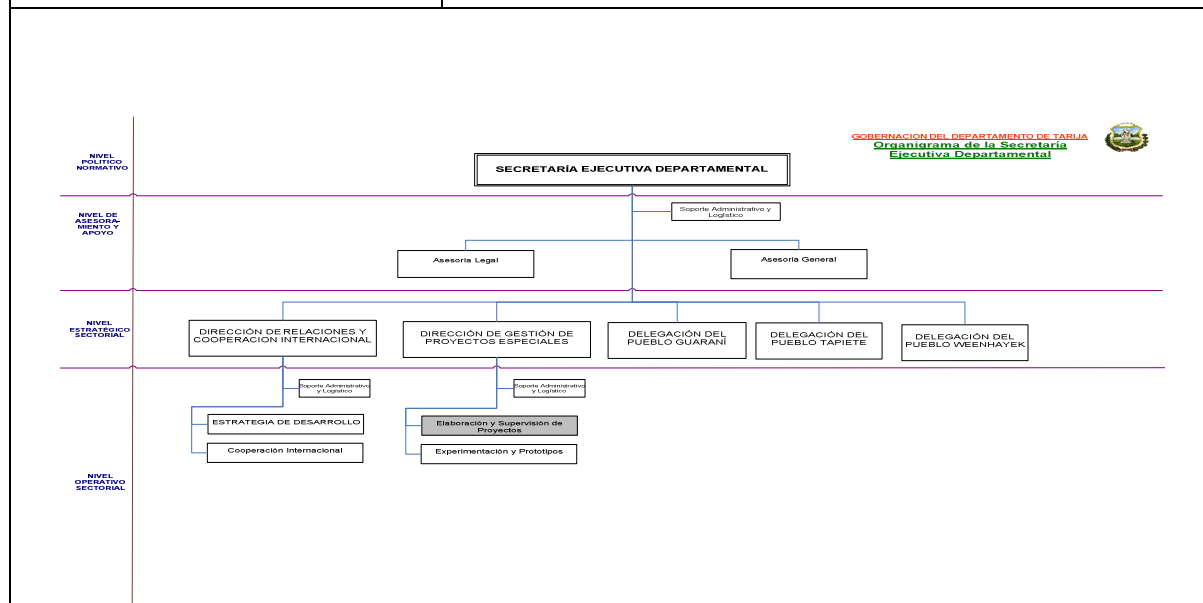 GOBERNACION DEL DEPARTAMENTO DE TARIJA
Organigrama de la Secretaría
Ejecutiva Departamental
NIVEL
POLITICO
NORMATIVO
SECRETARÍA EJECUTIVA DEPARTAMENTAL
NIVEL DE
ASESORA-
MIENTO Y
APOYO
Soporte Administrativo y
Logístico
Asesoria Legal
Asesoria General
NIVEL
ESTRATÉGICO
SECTORIAL
DIRECCIÓN DE RELACIONES Y
COOPERACION INTERNACIONAL
DIRECCIÓN DE GESTIÓN DE
PROYECTOS ESPECIALES
DELEGACIÓN DEL
PUEBLO GUARANÍ
DELEGACIÓN DEL
PUEBLO TAPIETE
DELEGACIÓN DEL
PUEBLO WEENHAYEK
Soporte Administrativo
y Logístico
Soporte Administrativo
y Logístico
ESTRATEGIA DE DESARROLLO
Elaboración y Supervisión de
Proyectos
Cooperación Internacional
Experimentación y Prototipos
NIVEL
OPERATIVO
SECTORIAL